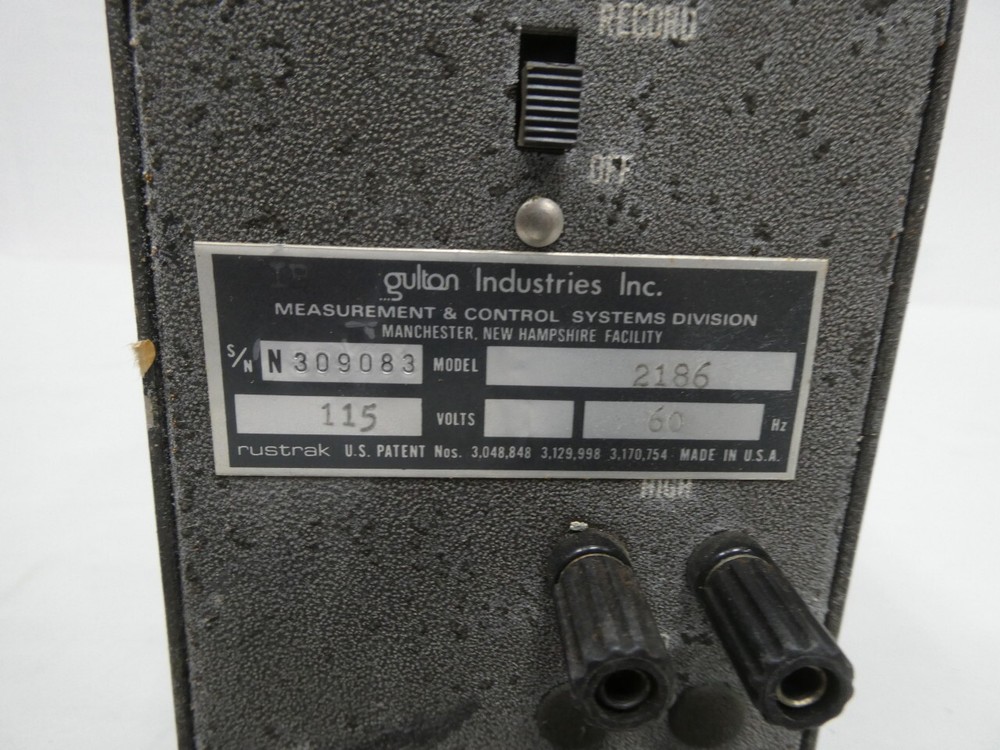 RECORD
OFF
gulton Industries Inc.
MEASUREMENT & CONTROL SYSTEMS DIVISION
MANCHESTER, NEW HAMPSHIRE FACILITY
S/N N 309083 MODEL 2186
115 VOLTS 60 Hz
rustrak U.S. PATENT Nos. 3,048,848 3,129,998 3,170,754 MADE IN U.S.A.
HIGH